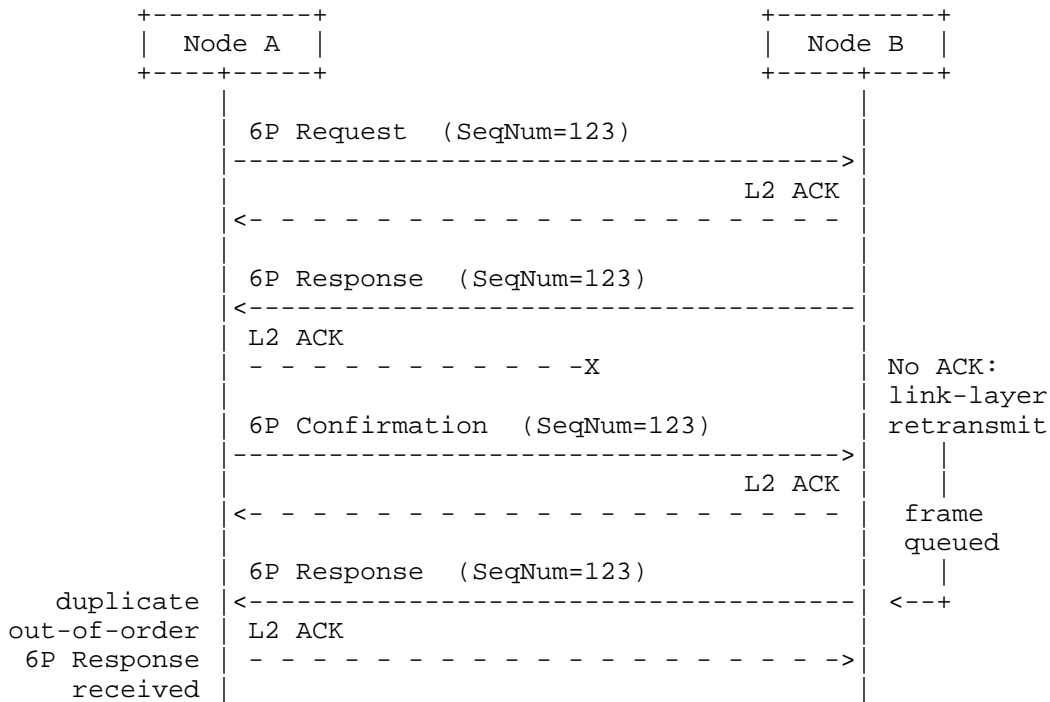 Node A Node B
6P Request (SeqNum=123)
L2 ACK
6P Response (SeqNum=123)
L2 ACK
X No ACK:
link-layer
6P Confirmation (SeqNum=123) retransmit
L2 ACK
frame
queued
6P Response (SeqNum=123)
duplicate
out-of-order L2 ACK
6P Response
received